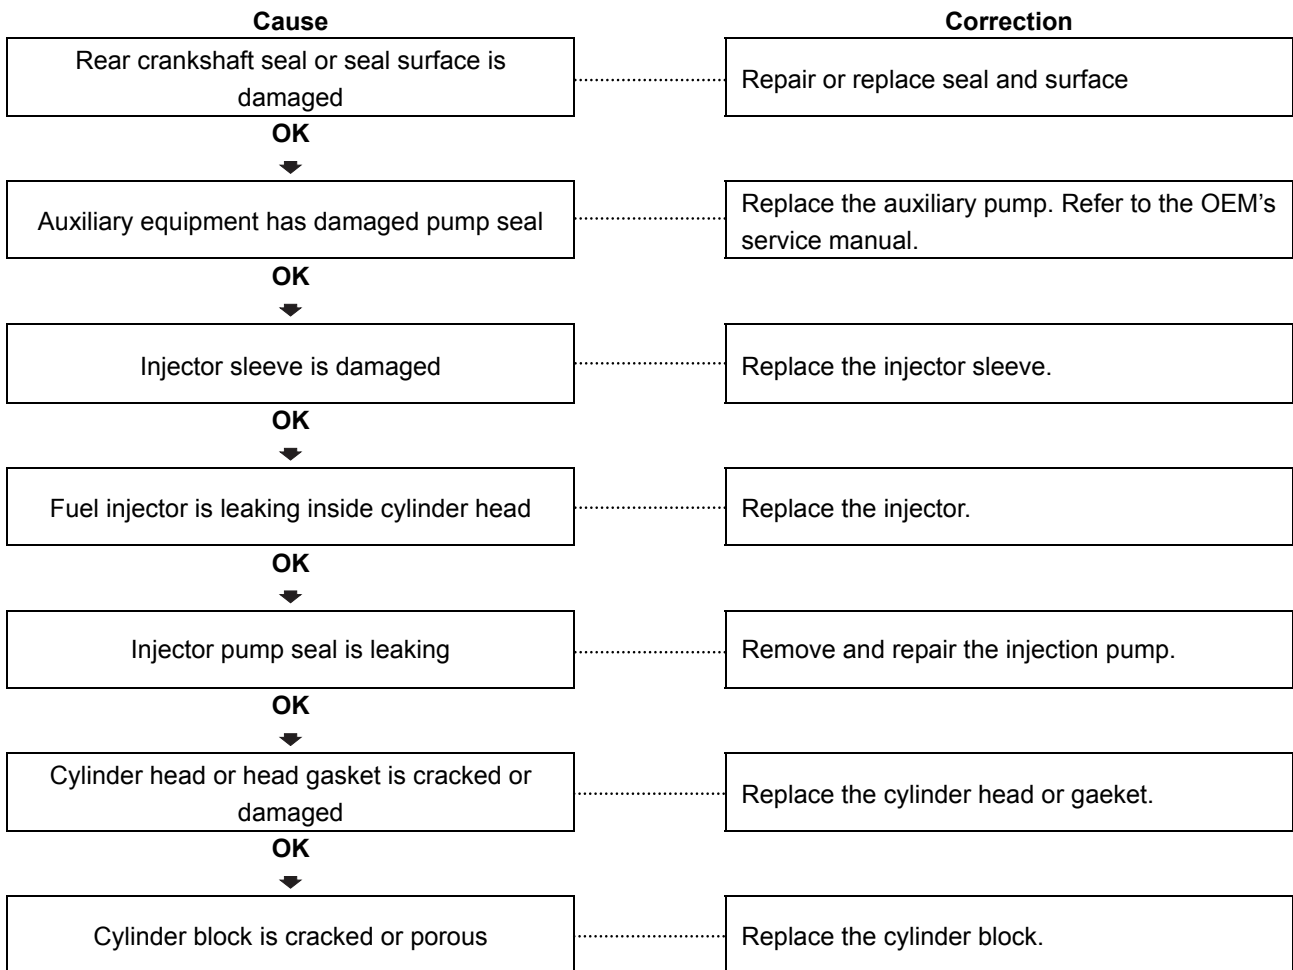 Cause
Correction
Rear crankshaft seal or seal surface is
damaged
Repair or replace seal and surface
OK
Auxiliary equipment has damaged pump seal
Replace the auxiliary pump. Refer to the OEM’s
service manual.
OK
Injector sleeve is damaged
Replace the injector sleeve.
OK
Fuel injector is leaking inside cylinder head
Replace the injector.
OK
Injector pump seal is leaking
Remove and repair the injection pump.
OK
Cylinder head or head gasket is cracked or
damaged
Replace the cylinder head or gaeket.
OK
Cylinder block is cracked or porous
Replace the cylinder block.